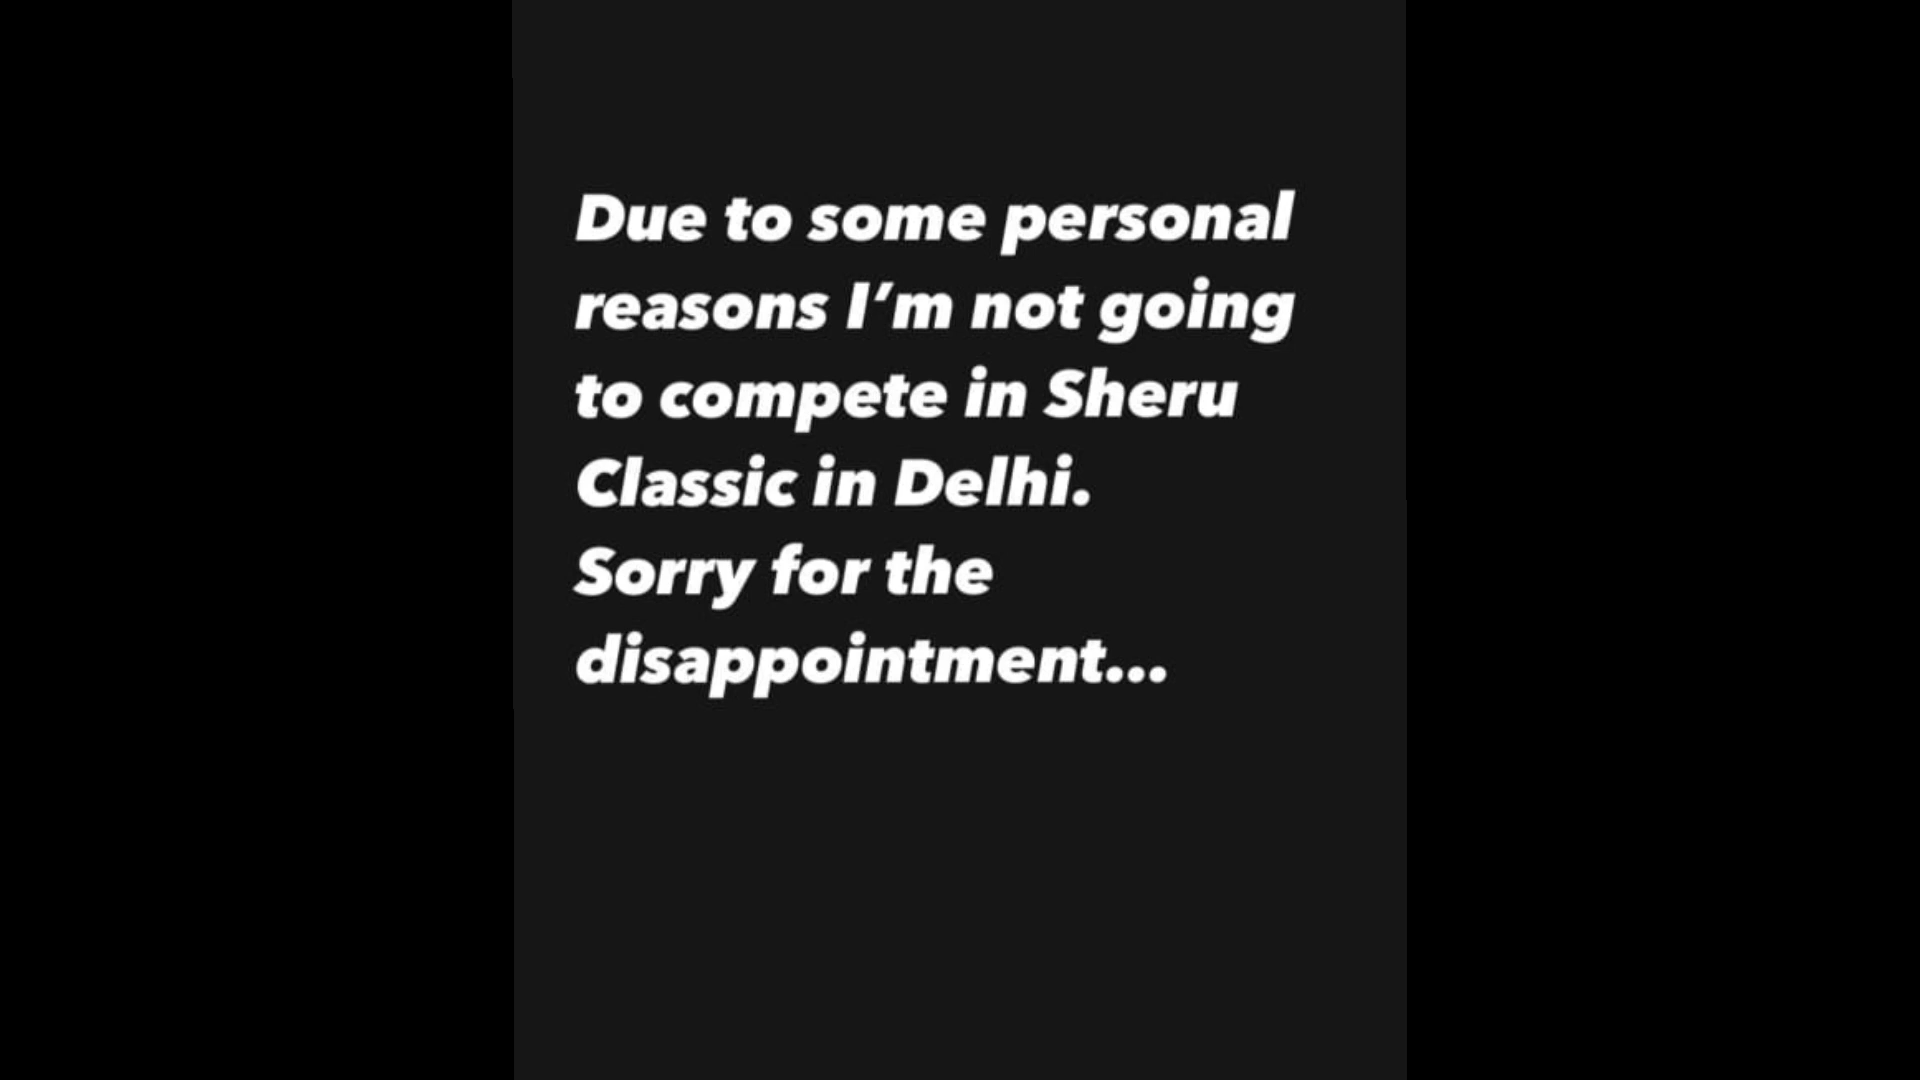 Due to some personal
reasons I’m not going
to compete in Sheru
Classic in Delhi.
Sorry for the
disappointment...